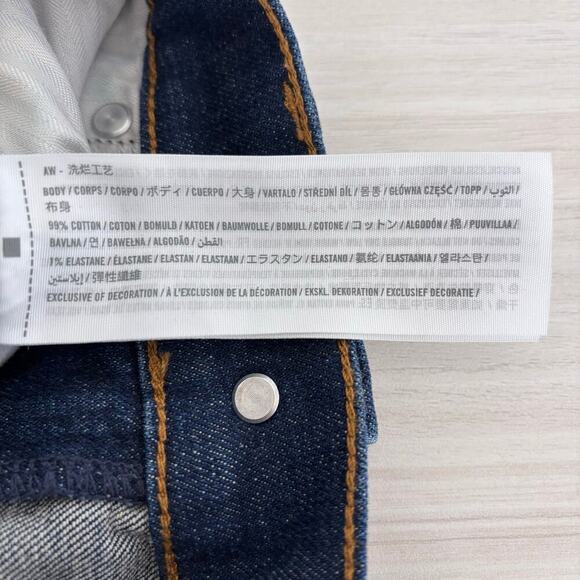 AW - 洗烂工艺
BODY / CORPS / CORPO / ボディ / CUERPO / 大身 / VARTALO / STŘEDNÍ DÍL / 몸통 / GŁÓWNA CZĘŚĆ / TOPP / الثوب /
布身
99% COTTON / COTON / BOMULD / KATOEN / BAUMWOLLE / BOMULL / COTONE / コットン / ALGODÓN / 棉 / PUUVILLAA /
BAVLNA / 면 / BAWEŁNA / ALGODÃO / القطن /
1% ELASTANE / ÉLASTANE / ELASTAN / ELASTAAN / エラスタン / ELASTANO / 氨纶 / ELASTAANIA / 엘라스탄 /
إيلاستين / 彈性纖維
EXCLUSIVE OF DECORATION / À L'EXCLUSION DE LA DÉCORATION / EKSKL. DEKORATION / EXCLUSIEF DECORATIE /